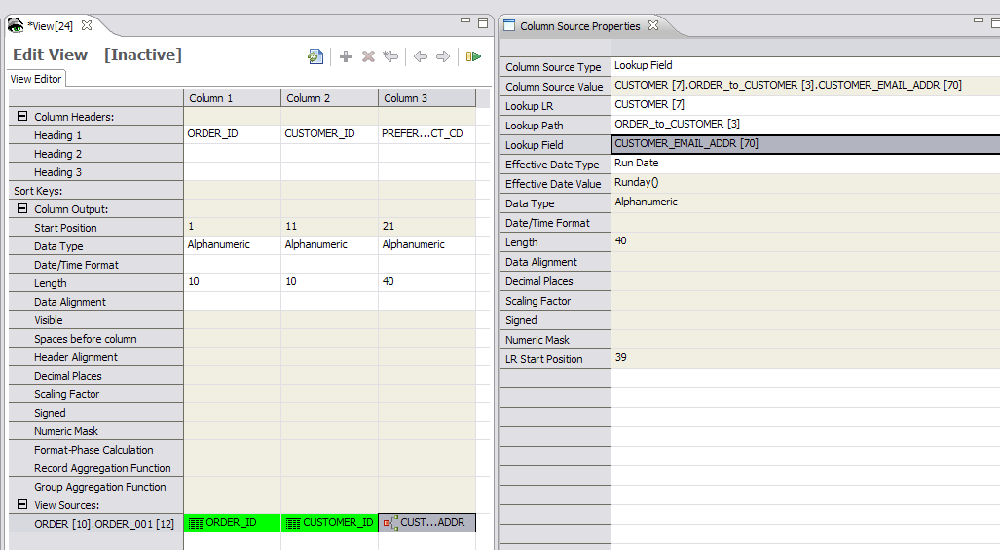 *View[24]
Edit View - [Inactive]
View Editor
Column 1 Column 2 Column 3
Column Headers:
Heading 1 ORDER_ID CUSTOMER_ID PREFER...CT_CD
Heading 2
Heading 3
Sort Keys:
Column Output:
Start Position 1 11 21
Data Type Alphanumeric Alphanumeric Alphanumeric
Date/Time Format
Length 10 10 40
Data Alignment
Visible
Spaces before column
Header Alignment
Decimal Places
Scaling Factor
Signed
Numeric Mask
Format-Phase Calculation
Record Aggregation Function
Group Aggregation Function
View Sources:
ORDER [10].ORDER_001 [12] ORDER_ID CUSTOMER_ID CUST...ADDR
Column Source Properties
Column Source Type Lookup Field
Column Source Value CUSTOMER [7].ORDER_to_CUSTOMER [3].CUSTOMER_EMAIL_ADDR [70]
Lookup LR CUSTOMER [7]
Lookup Path ORDER_to_CUSTOMER [3]
Lookup Field CUSTOMER_EMAIL_ADDR [70]
Effective Date Type Run Date
Effective Date Value Runday()
Data Type Alphanumeric
Date/Time Format
Length 40
Data Alignment
Decimal Places
Scaling Factor
Signed
Numeric Mask
LR Start Position 39